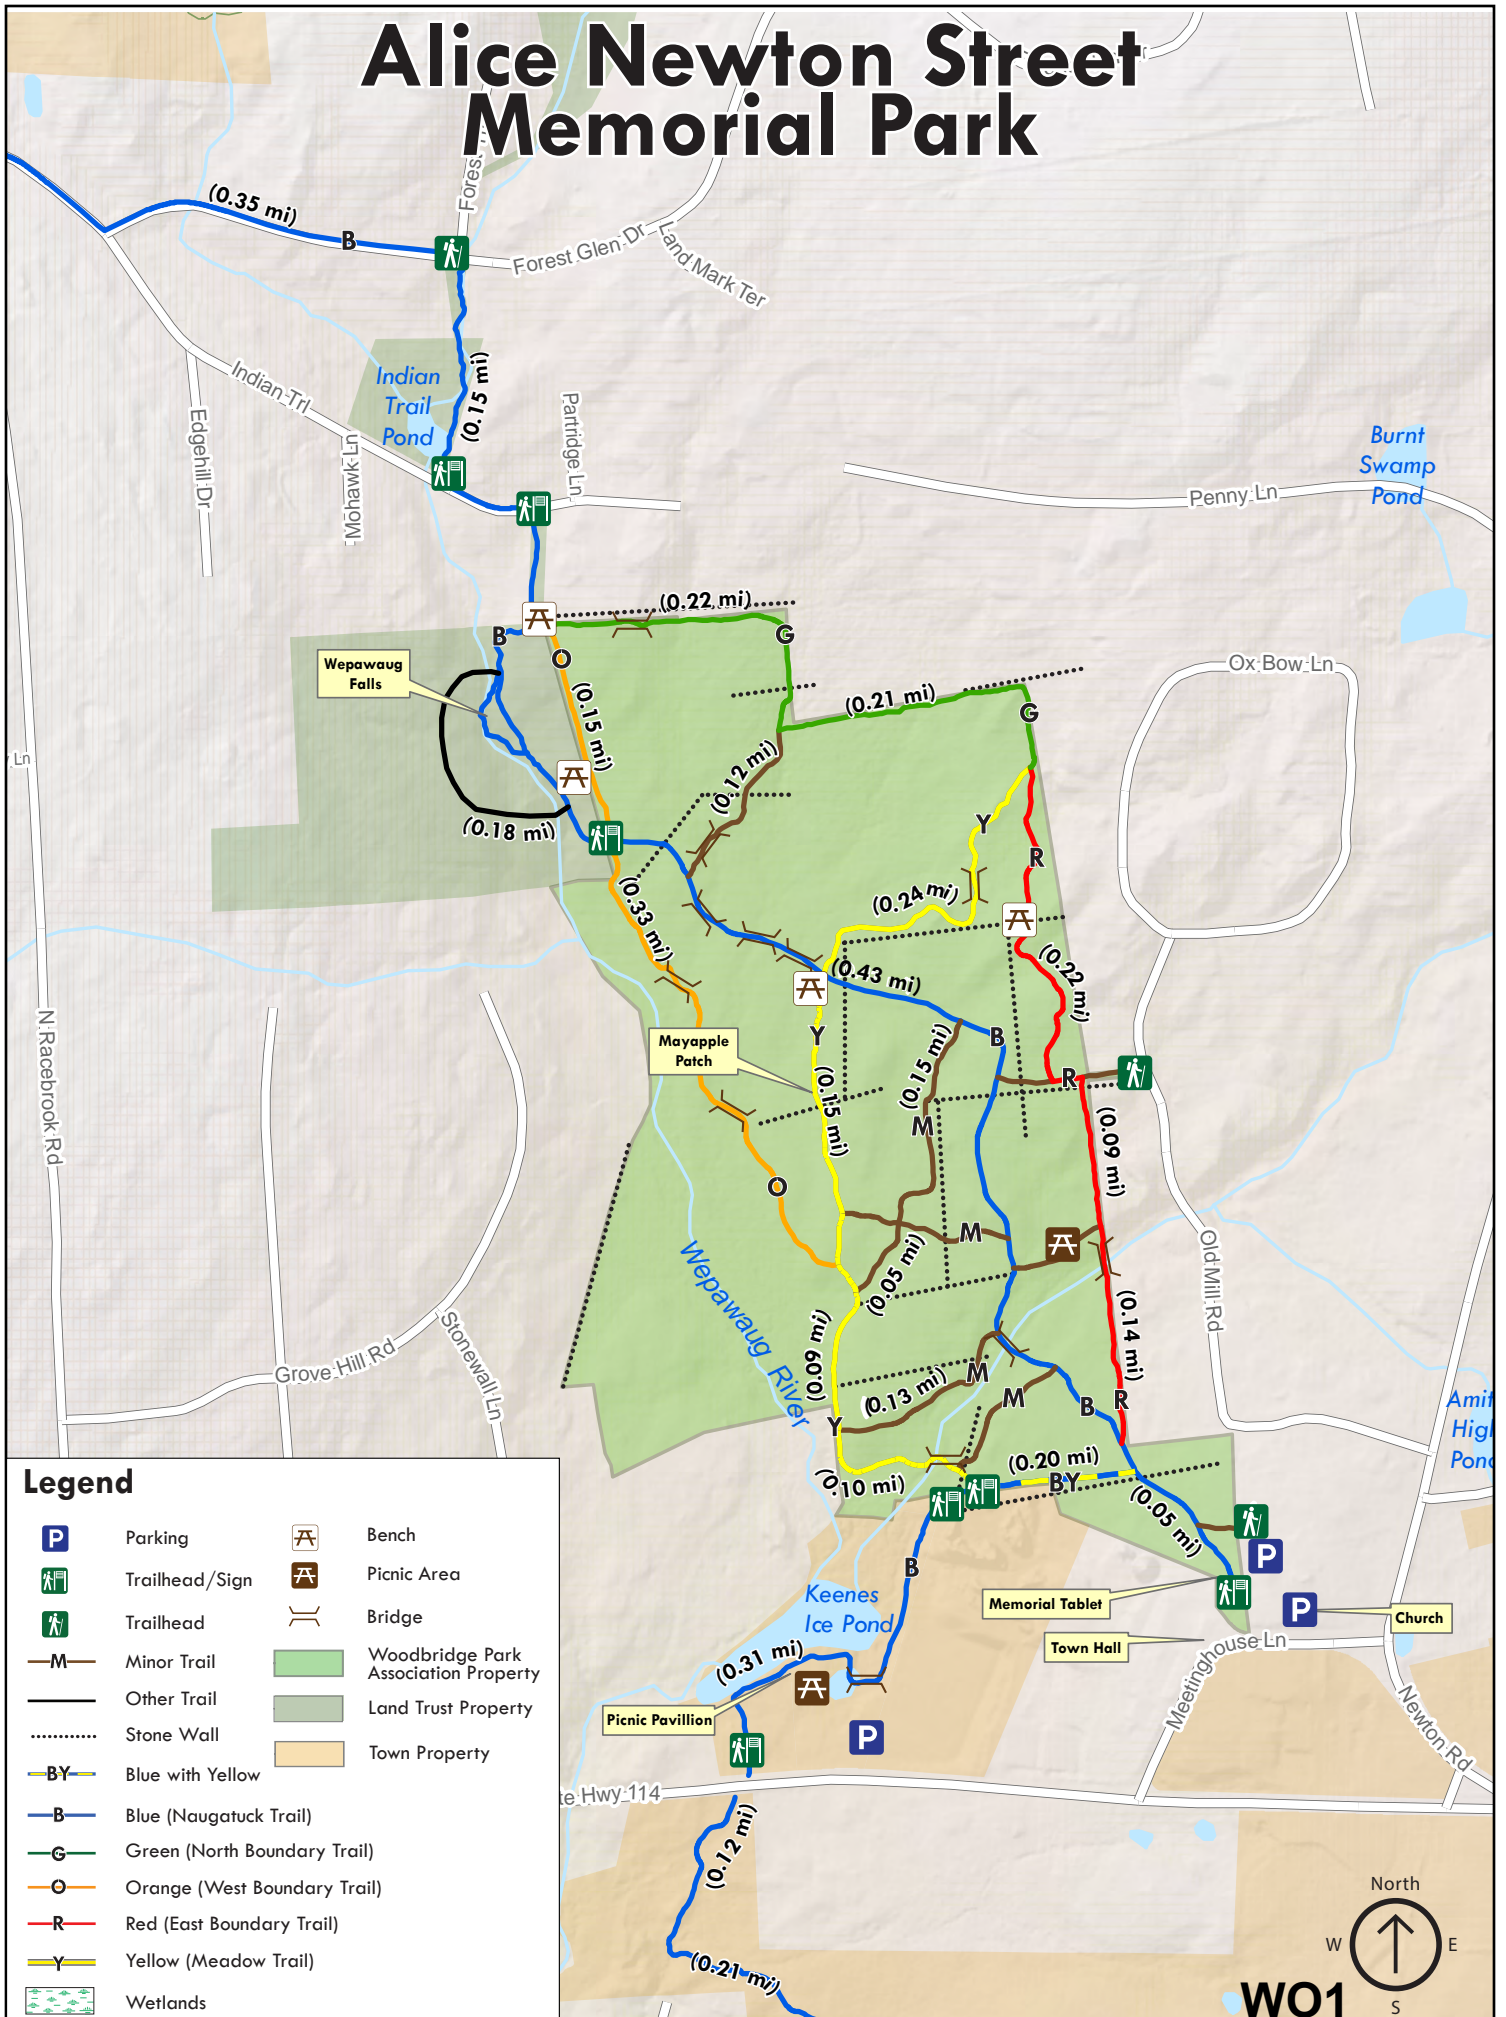 Alice Newton Street
Memorial Park
(0.35 mi)
B
Forest Glen Dr
Land Mark Ter
(0.15 mi)
Indian
Trail
Pond
Indian Trl
Edgehill Dr
Mohawk Ln
Partridge Ln
Burnt
Swamp
Pond
Penny Ln
(0.22 mi)
G
B
O
Wepawaug
Falls
(0.15 mi)
(0.21 mi)
G
Ox Bow Ln
Ln
(0.12 mi)
(0.18 mi)
Y
R
(0.33 mi)
(0.24 mi)
(0.43 mi)
(0.22 mi)
N Racebrook Rd
Mayapple
Patch
Y
B
(0.15 mi)
R
(0.15 mi)
M
(0.09 mi)
O
M
(0.05 mi)
Wepawaug River
Old Mill Rd
(0.09 mi)
(0.14 mi)
Grove Hill Rd
Stonewall Ln
M
(0.13 mi)
M
B
R
Y
(0.10 mi)
(0.20 mi)
BY
(0.05 mi)
B
Keenes
Ice Pond
Memorial Tablet
Church
Town Hall
Meetinghouse Ln
(0.31 mi)
Picnic Pavillion
P
P
P
Newton Rd
te Hwy 114
(0.12 mi)
(0.21 mi)
Legend
P Parking
Trailhead/Sign
Trailhead
M Minor Trail
Other Trail
Stone Wall
BY Blue with Yellow
B Blue (Naugatuck Trail)
G Green (North Boundary Trail)
O Orange (West Boundary Trail)
R Red (East Boundary Trail)
Y Yellow (Meadow Trail)
Wetlands
Bench
Picnic Area
Bridge
Woodbridge Park
Association Property
Land Trust Property
Town Property
North
W E
S
WO1